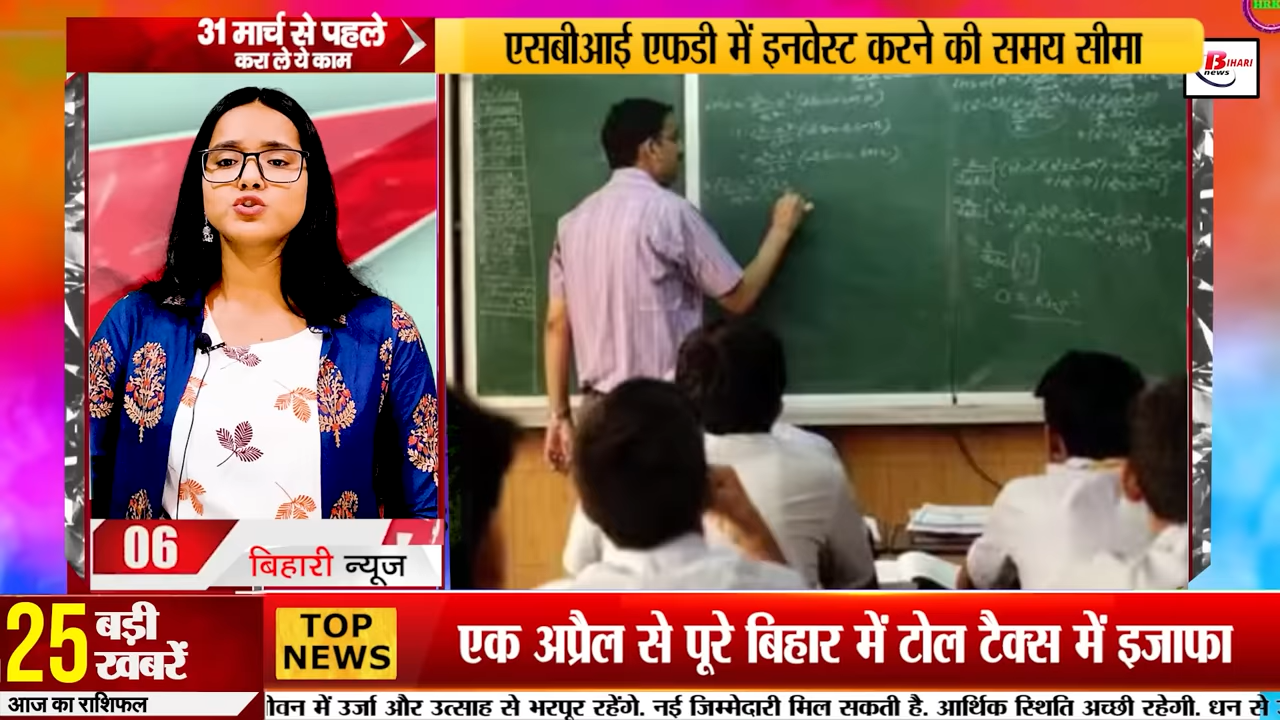 31 मार्च से पहले
करा ले ये काम
एसबीआई एफडी में इनवेस्ट करने की समय सीमा
HRK
BIHARI
news
06
बिहारी न्यूज
25 बड़ी
खबरें
TOP
NEWS
एक अप्रैल से पूरे बिहार में टोल टैक्स में इजाफा
आज का राशिफल
में उर्जा और उत्साह से भरपूर रहेंगे. नई जिम्मेदारी मिल सकती है. आर्थिक स्थिति अच्छी रहेगी. धन से